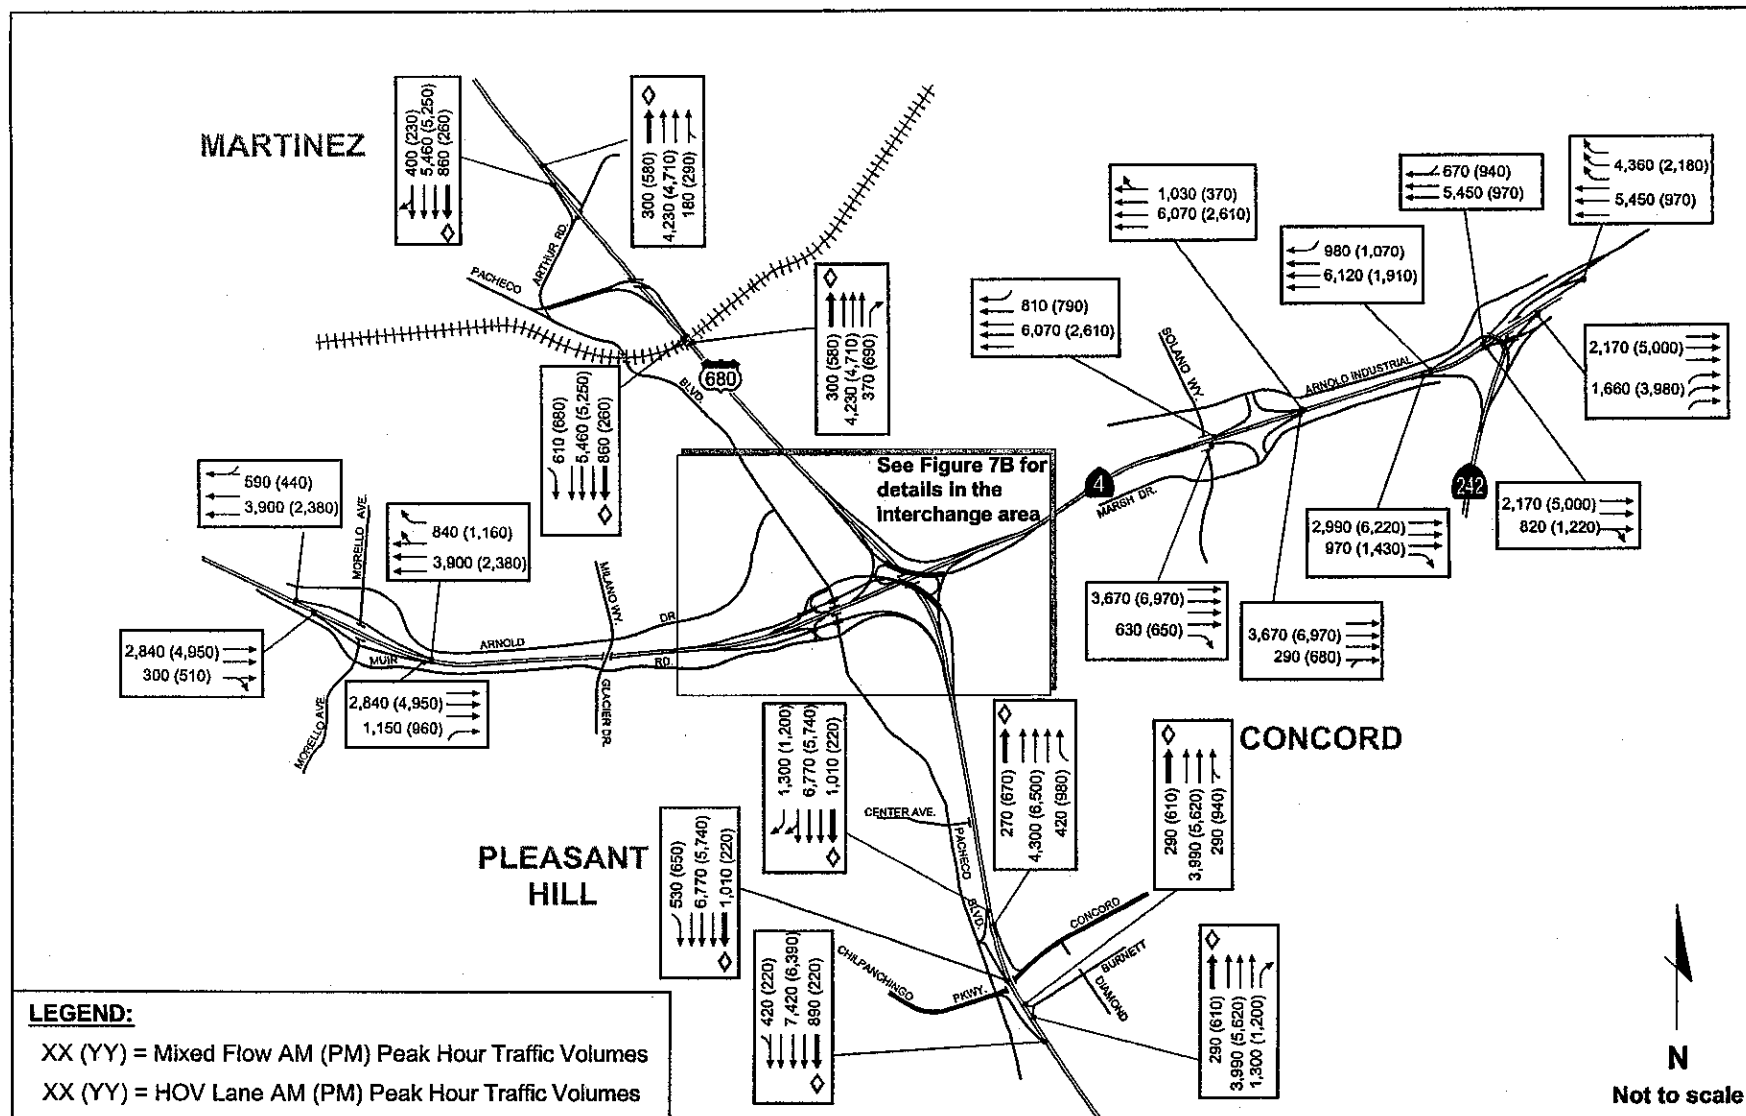 MARTINEZ
400 (230)
5,460 (5,250)
860 (260)
300 (580)
4,230 (4,710)
180 (290)
1,030 (370)
6,070 (2,610)
670 (940)
5,450 (970)
4,360 (2,180)
5,450 (970)
980 (1,070)
6,120 (1,910)
ARTHUR RD.
PACHECO
BLVD.
300 (580)
4,230 (4,710)
370 (690)
810 (790)
6,070 (2,610)
SOLANO WY.
ARNOLD INDUSTRIAL
2,170 (5,000)
1,660 (3,980)
680
610 (680)
5,460 (5,250)
860 (260)
See Figure 7B for
details in the
interchange area
4
MARSH DR.
242
590 (440)
3,900 (2,380)
MORELLO AVE.
840 (1,160)
3,900 (2,380)
2,990 (6,220)
970 (1,430)
2,170 (5,000)
820 (1,220)
MILANO WY.
3,670 (6,970)
630 (650)
3,670 (6,970)
290 (680)
ARNOLD
DR.
MUIR
RD.
2,840 (4,950)
300 (510)
MORELLO AVE.
2,840 (4,950)
1,150 (960)
GLACIER DR.
1,300 (1,200)
6,770 (5,740)
1,010 (220)
270 (670)
4,300 (6,500)
420 (980)
290 (610)
3,990 (5,620)
290 (940)
CONCORD
CENTER AVE.
PACHECO
BLVD.
PLEASANT
HILL
530 (650)
6,770 (5,740)
1,010 (220)
CONCORD
BURNETT
DIAMOND
CHILPANCHINGO
PKWY.
420 (220)
7,420 (6,390)
890 (220)
290 (610)
3,990 (5,620)
1,300 (1,200)
LEGEND:
XX (YY) = Mixed Flow AM (PM) Peak Hour Traffic Volumes
XX (YY) = HOV Lane AM (PM) Peak Hour Traffic Volumes
N
Not to scale